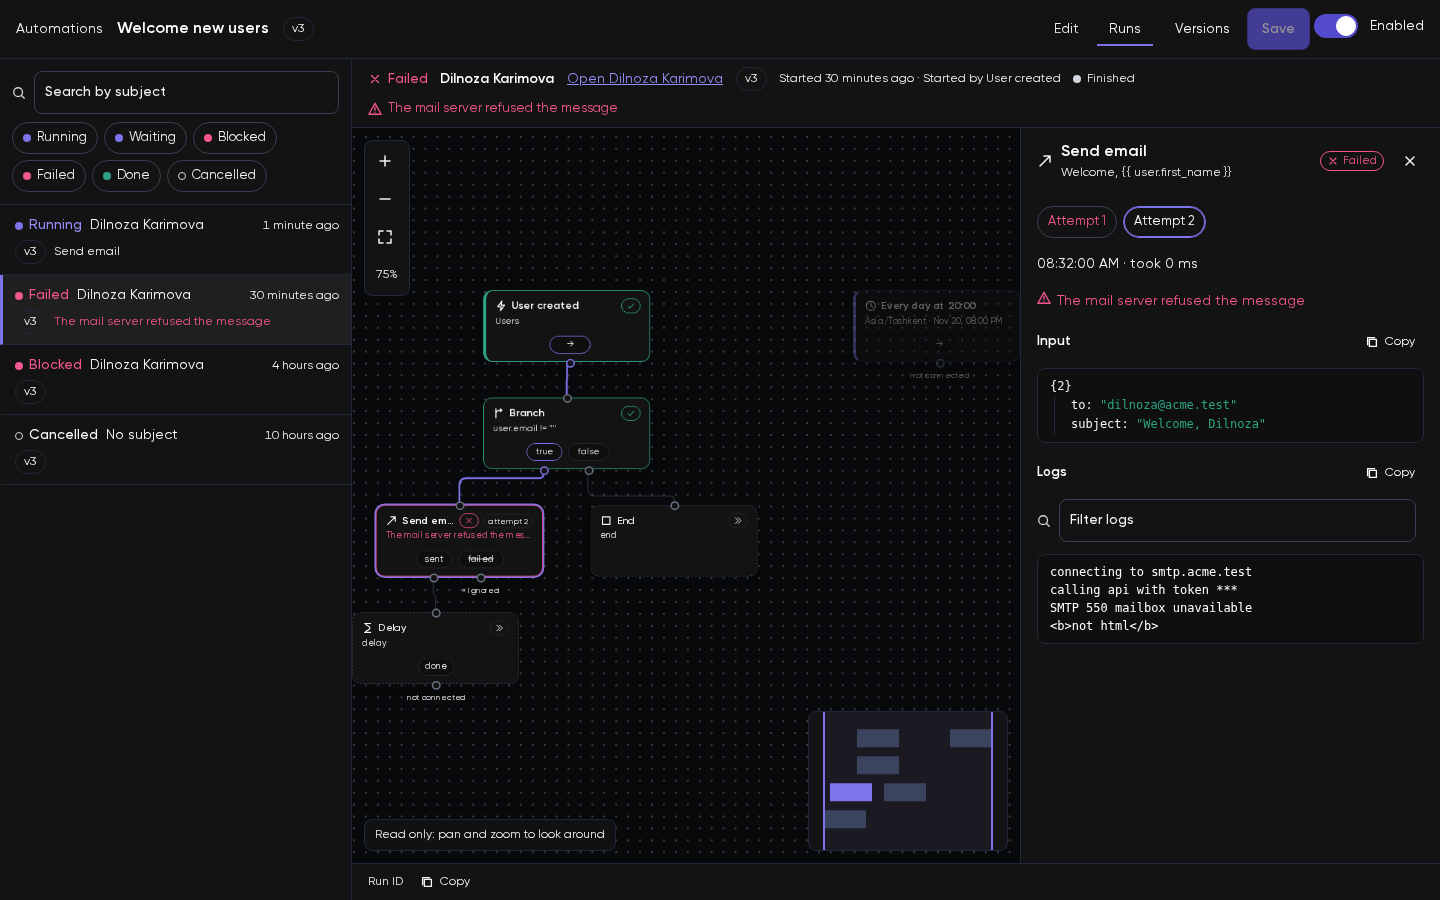 Automations Welcome new users v3
Edit Runs Versions Save Enabled
Search by subject
Running Waiting Blocked
Failed Done Cancelled
Running Dilnoza Karimova 1 minute ago
v3 Send email
Failed Dilnoza Karimova 30 minutes ago
v3 The mail server refused the message
Blocked Dilnoza Karimova 4 hours ago
v3
Cancelled No subject 10 hours ago
v3
Failed Dilnoza Karimova Open Dilnoza Karimova v3 Started 30 minutes ago · Started by User created Finished
The mail server refused the message
75%
User created
Users
Every day at 20:00
Asia/Tashkent · Nov 20, 08:00 PM
not connected
Branch
user.email != ""
true false
Send em... attempt 2
The mail server refused the mes...
sent failed
× Ignored
End
end
Delay
delay
done
not connected
Read only: pan and zoom to look around
Send email
Welcome, {{ user.first_name }}
Failed
Attempt 1 Attempt 2
08:32:00 AM · took 0 ms
The mail server refused the message
Input Copy
{2}
to: "dilnoza@acme.test"
subject: "Welcome, Dilnoza"
Logs Copy
Filter logs
connecting to smtp.acme.test
calling api with token ***
SMTP 550 mailbox unavailable
<b>not html</b>
Run ID Copy